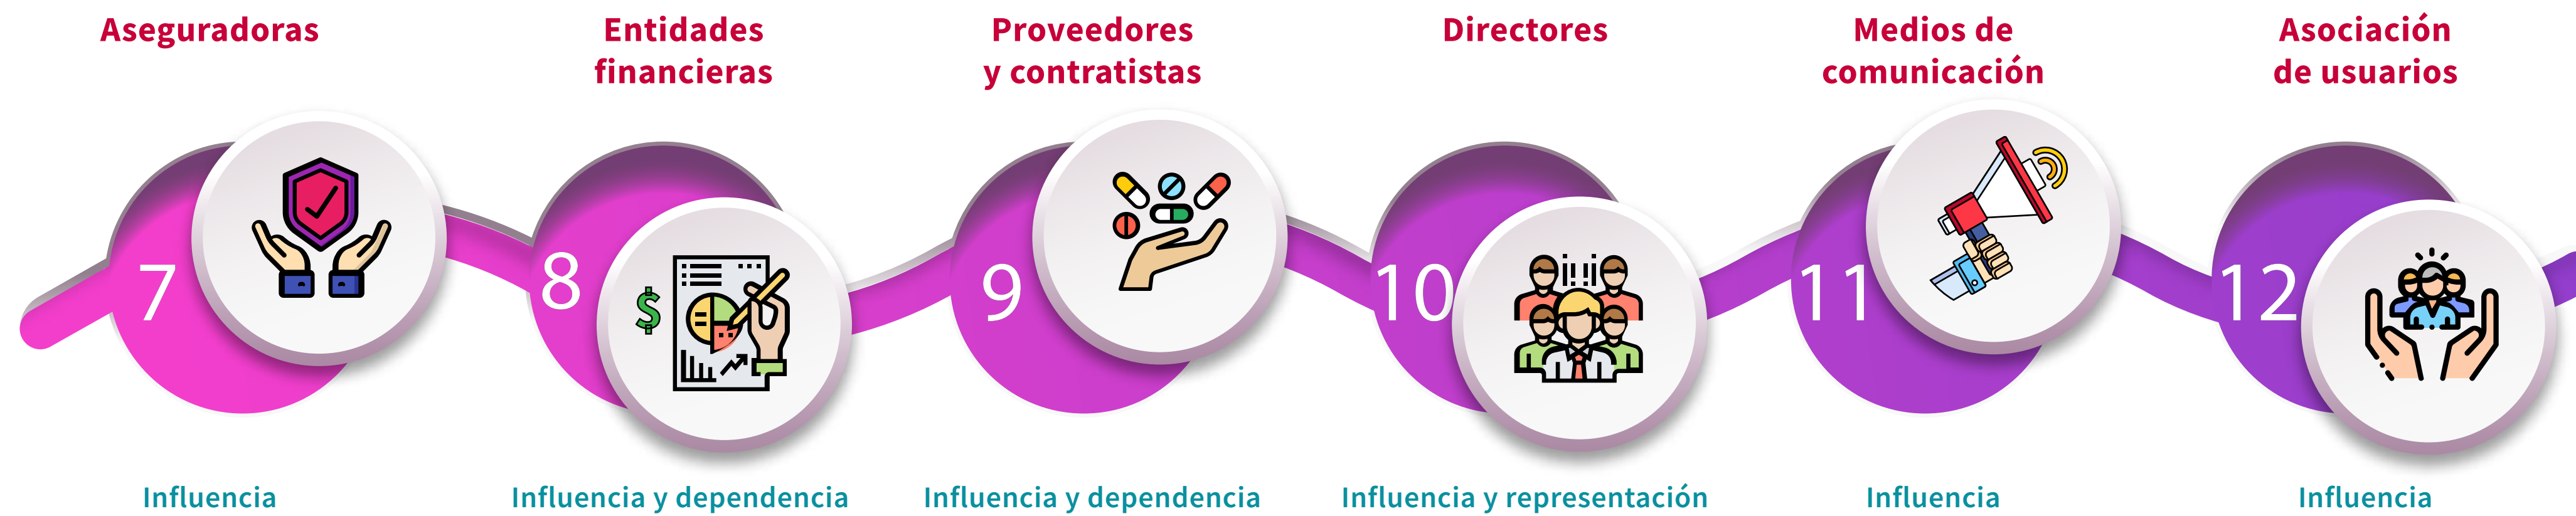 Aseguradoras
Entidades
financieras
Proveedores
y contratistas
Directores
Medios de
comunicación
Asociación
de usuarios
7
8
9
10
11
12
$
Influencia
Influencia y dependencia
Influencia y dependencia
Influencia y representación
Influencia
Influencia